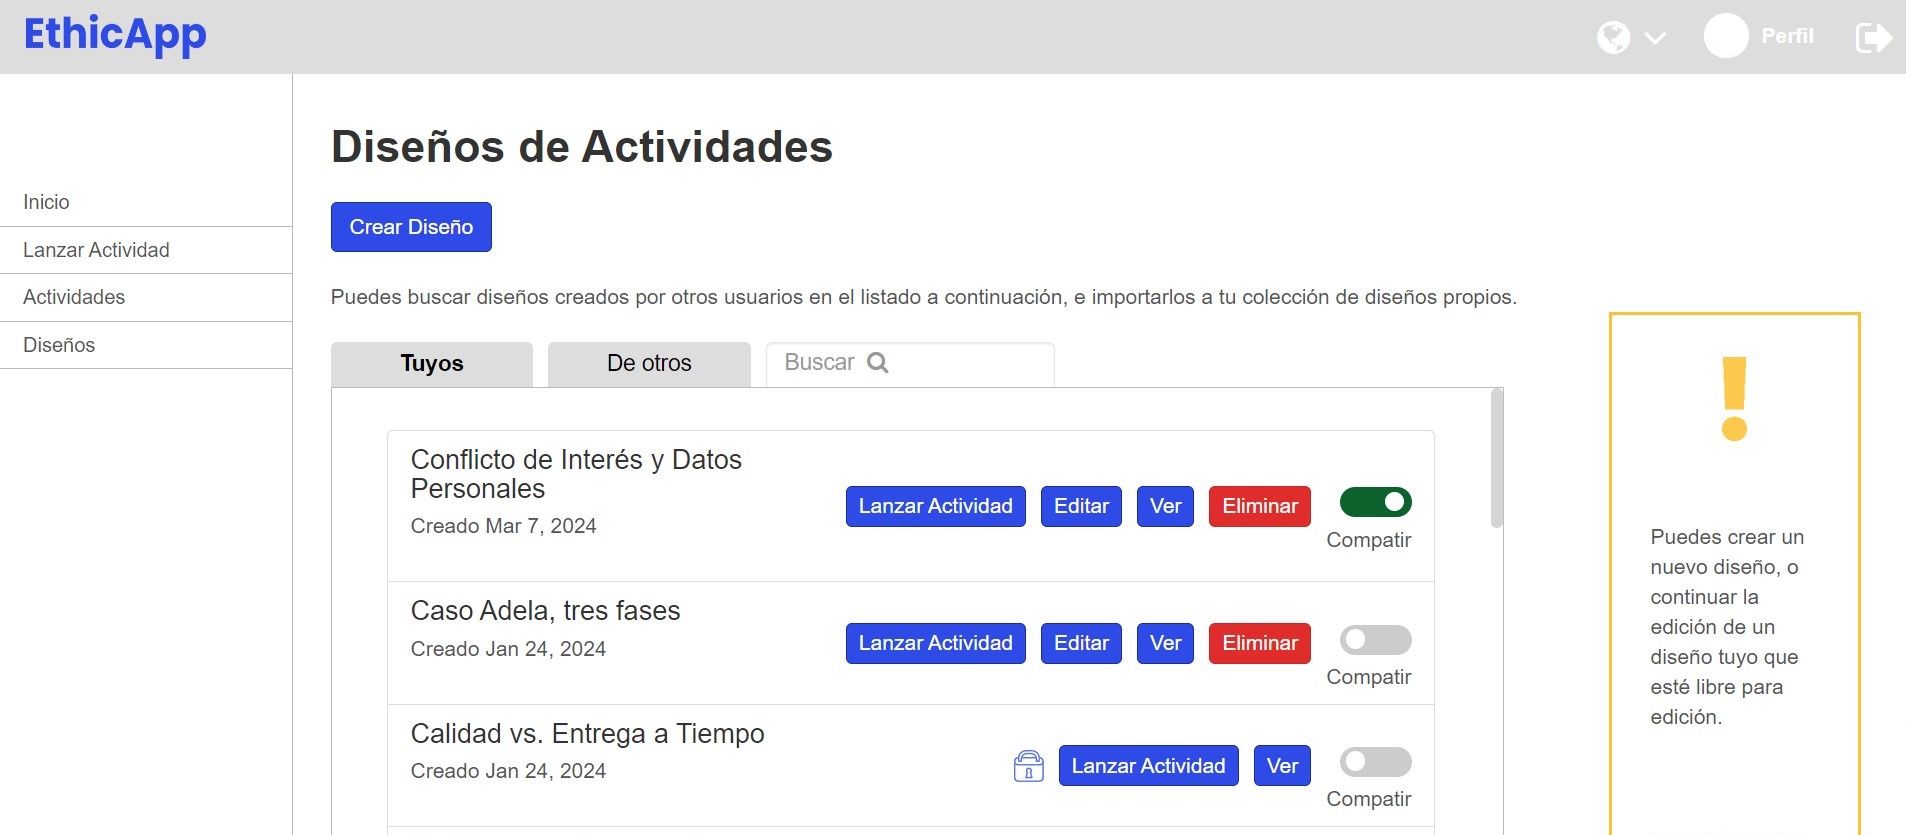 EthicApp
Perfil
Inicio
Lanzar Actividad
Actividades
Diseños
Diseños de Actividades
Crear Diseño
Puedes buscar diseños creados por otros usuarios en el listado a continuación, e importarlos a tu colección de diseños propios.
Tuyos
De otros
Buscar
Conflicto de Interés y Datos
Personales
Creado Mar 7, 2024
Lanzar Actividad
Editar
Ver
Eliminar
Compatir
Caso Adela, tres fases
Creado Jan 24, 2024
Lanzar Actividad
Editar
Ver
Eliminar
Compatir
Calidad vs. Entrega a Tiempo
Creado Jan 24, 2024
Lanzar Actividad
Ver
Compatir
!
Puedes crear un
nuevo diseño, o
continuar la
edición de un
diseño tuyo que
esté libre para
edición.